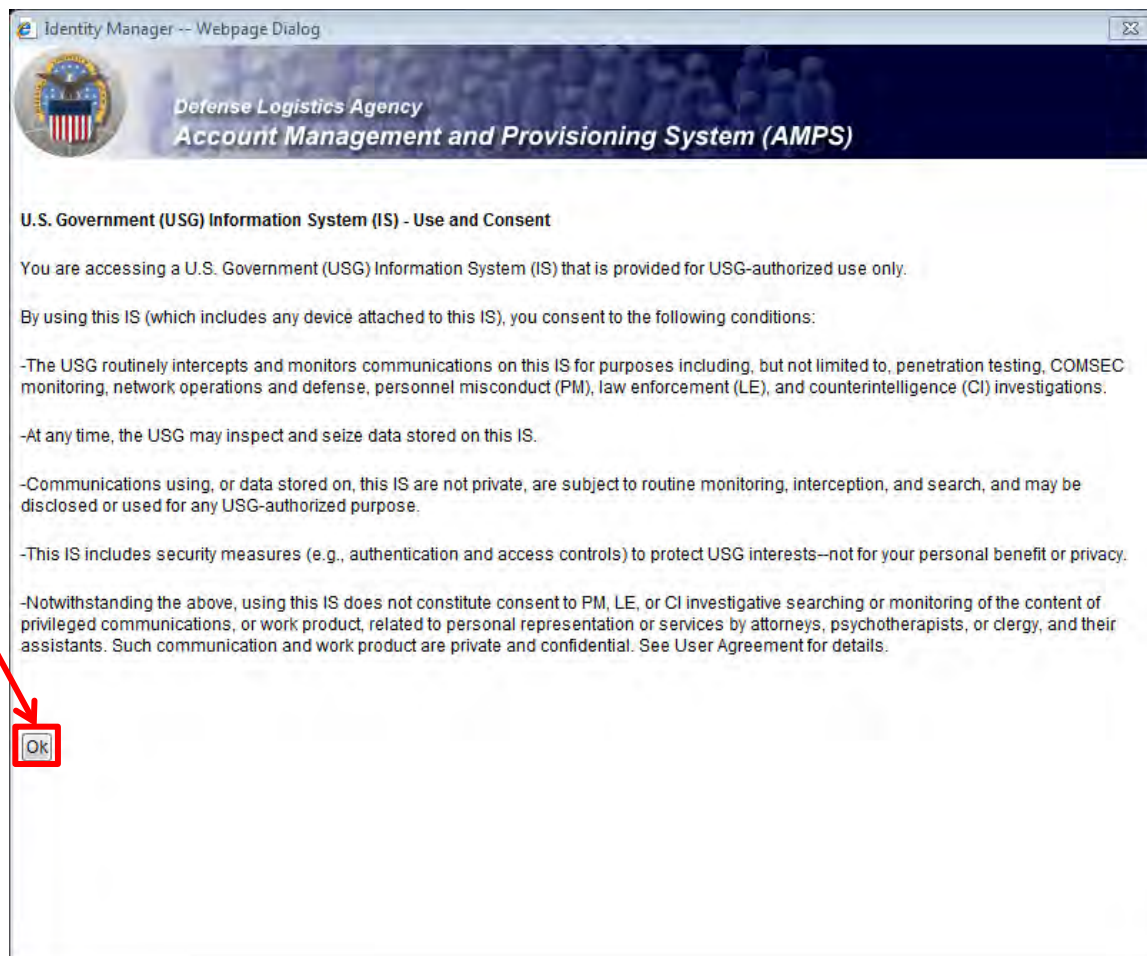 Identity Manager -- Webpage Dialog
Defense Logistics Agency
Account Management and Provisioning System (AMPS)
U.S. Government (USG) Information System (IS) - Use and Consent
You are accessing a U.S. Government (USG) Information System (IS) that is provided for USG-authorized use only.
By using this IS (which includes any device attached to this IS), you consent to the following conditions:
-The USG routinely intercepts and monitors communications on this IS for purposes including, but not limited to, penetration testing, COMSEC
monitoring, network operations and defense, personnel misconduct (PM), law enforcement (LE), and counterintelligence (CI) investigations.
-At any time, the USG may inspect and seize data stored on this IS.
-Communications using, or data stored on, this IS are not private, are subject to routine monitoring, interception, and search, and may be
disclosed or used for any USG-authorized purpose.
-This IS includes security measures (e.g., authentication and access controls) to protect USG interests--not for your personal benefit or privacy.
-Notwithstanding the above, using this IS does not constitute consent to PM, LE, or CI investigative searching or monitoring of the content of
privileged communications, or work product, related to personal representation or services by attorneys, psychotherapists, or clergy, and their
assistants. Such communication and work product are private and confidential. See User Agreement for details.
Ok